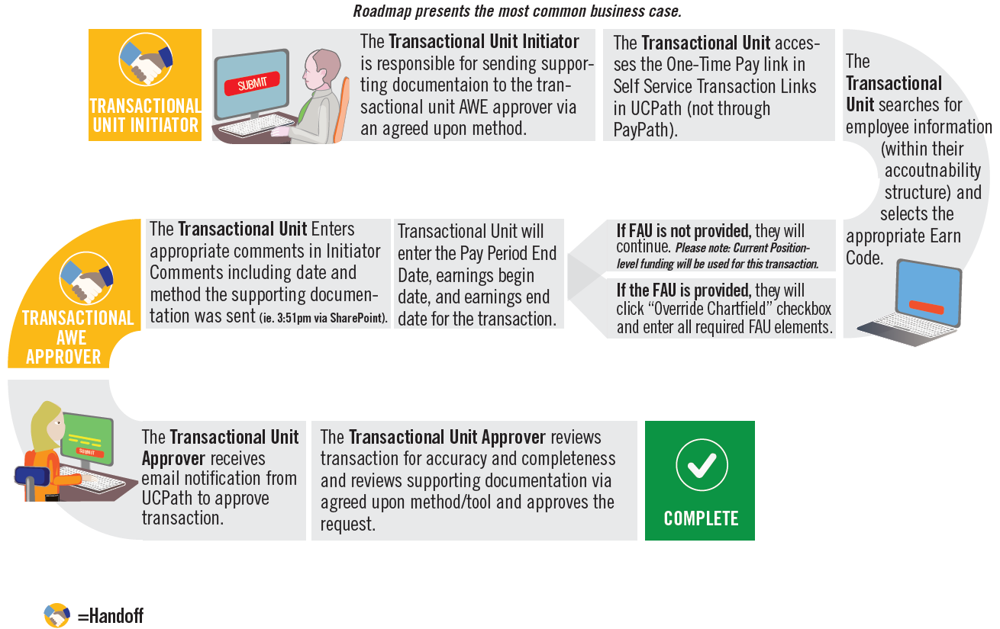 Roadmap presents the most common business case.
TRANSACTIONAL
UNIT INITIATOR
SUBMIT
The Transactional Unit Initiator
is responsible for sending suppor-
ting documentaion to the tran-
sactional unit AWE approver via
an agreed upon method.
The Transactional Unit acces-
ses the One-Time Pay link in
Self Service Transaction Links
in UCPath (not through
PayPath).
The
Transactional
Unit searches for
employee information
(within their
accoutnability
structure) and
selects the
appropriate Earn
Code.
If FAU is not provided, they will
continue. Please note: Current Position-
level funding will be used for this transaction.
If the FAU is provided, they will
click “Override Chartfield” checkbox
and enter all required FAU elements.
Transactional Unit will
enter the Pay Period End
Date, earnings begin
date, and earnings end
date for the transaction.
The Transactional Unit Enters
appropriate comments in Initiator
Comments including date and
method the supporting documen-
tation was sent (ie. 3:51pm via SharePoint).
TRANSACTIONAL
AWE
APPROVER
SUBMIT
The Transactional Unit
Approver receives
email notification from
UCPath to approve
transaction.
The Transactional Unit Approver reviews
transaction for accuracy and completeness
and reviews supporting documentation via
agreed upon method/tool and approves the
request.
COMPLETE
=Handoff